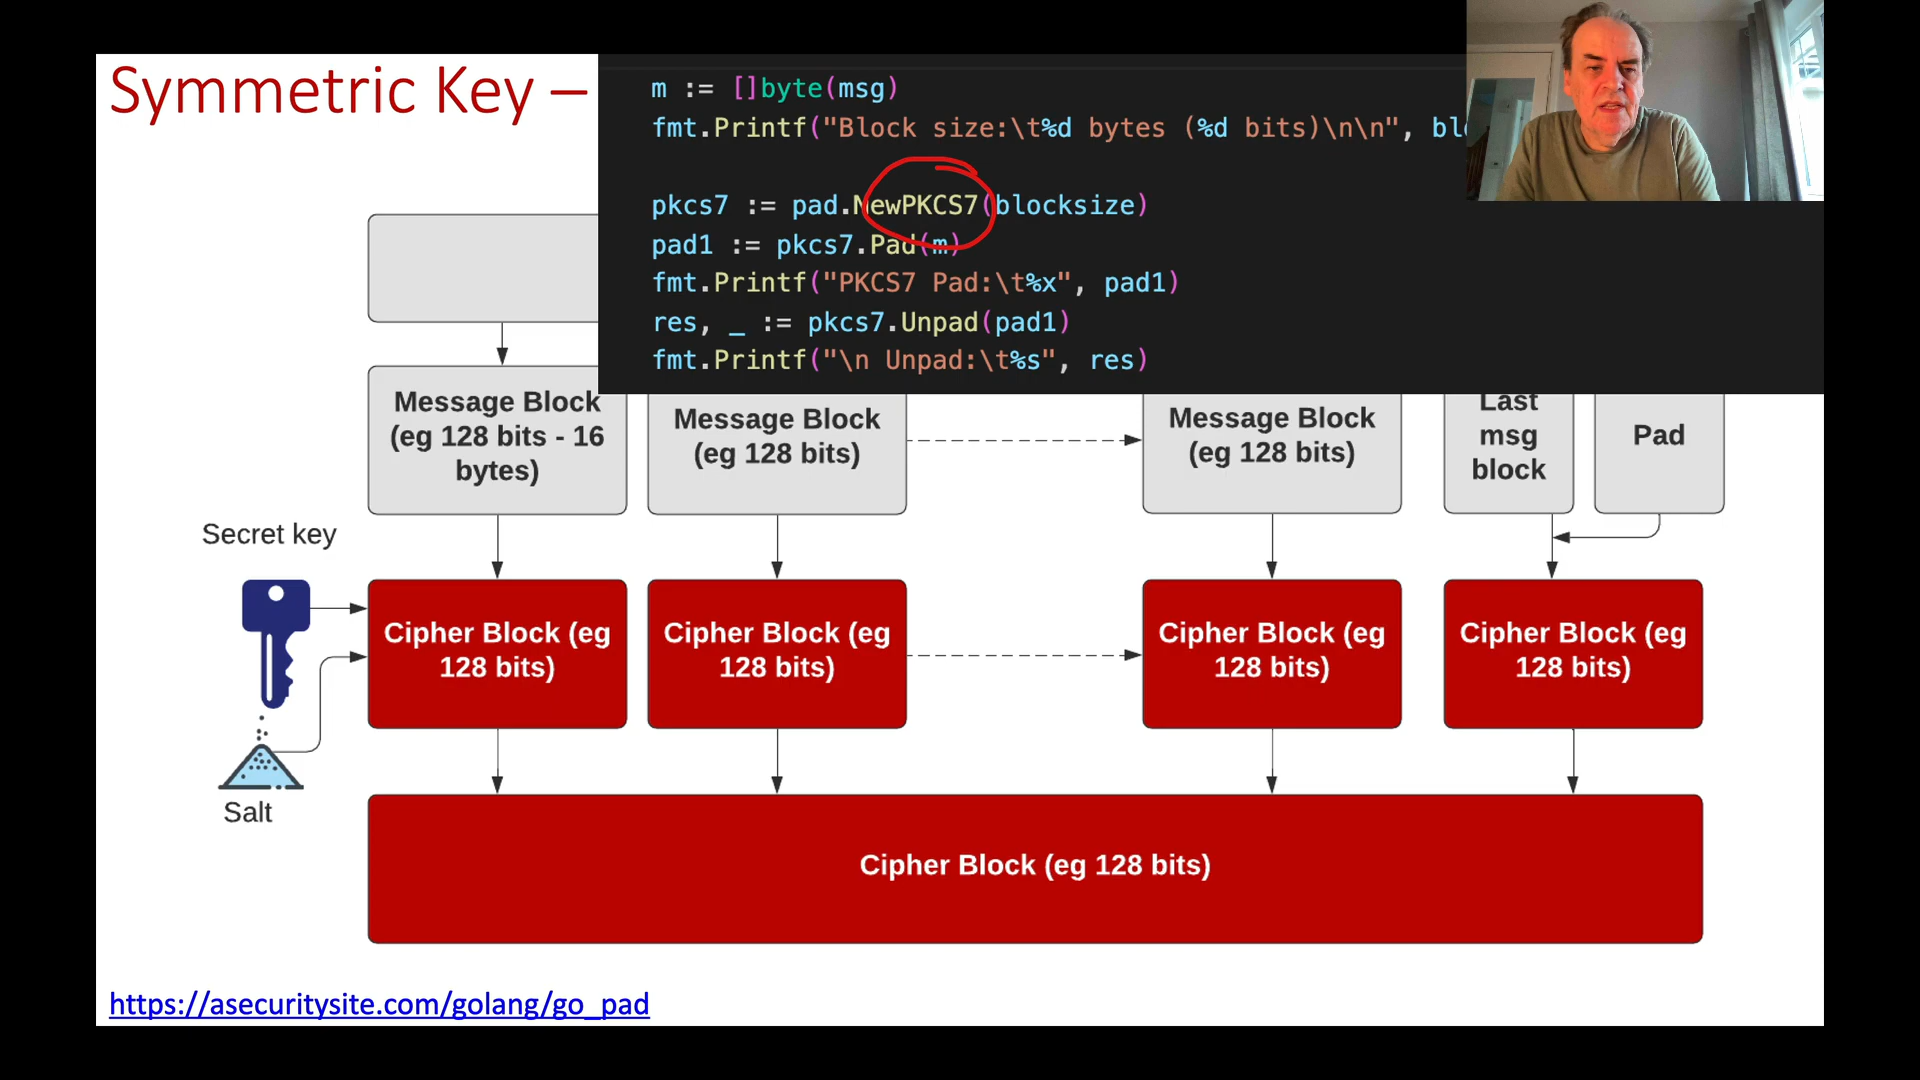 Symmetric Key –
m := []byte(msg)
fmt.Printf("Block size:\t%d bytes (%d bits)\n\n", blo
pkcs7 := pad.NewPKCS7(blocksize)
pad1 := pkcs7.Pad(m)
fmt.Printf("PKCS7 Pad:\t%x", pad1)
res, _ := pkcs7.Unpad(pad1)
fmt.Printf("\n Unpad:\t%s", res)
Message Block
(eg 128 bits - 16
bytes)
Message Block
(eg 128 bits)
Message Block
(eg 128 bits)
Last
msg
block
Pad
Secret key
Cipher Block (eg
128 bits)
Cipher Block (eg
128 bits)
Cipher Block (eg
128 bits)
Cipher Block (eg
128 bits)
Salt
Cipher Block (eg 128 bits)
https://asecuritysite.com/golang/go_pad